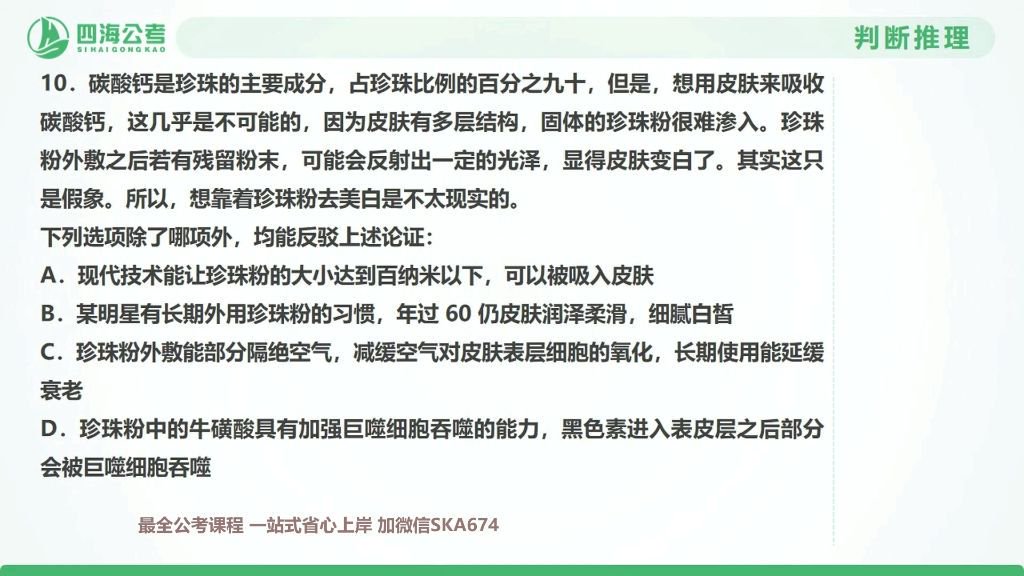 四海公考
SIHAIGONGKAO
判断推理
10．碳酸钙是珍珠的主要成分，占珍珠比例的百分之九十，但是，想用皮肤来吸收
碳酸钙，这几乎是不可能的，因为皮肤有多层结构，固体的珍珠粉很难渗入。珍珠
粉外敷之后若有残留粉末，可能会反射出一定的光泽，显得皮肤变白了。其实这只
是假象。所以，想靠着珍珠粉去美白是不太现实的。
下列选项除了哪项外，均能反驳上述论证：
A．现代技术能让珍珠粉的大小达到百纳米以下，可以被吸入皮肤
B．某明星有长期外用珍珠粉的习惯，年过 60 仍皮肤润泽柔滑，细腻白皙
C．珍珠粉外敷能部分隔绝空气，减缓空气对皮肤表层细胞的氧化，长期使用能延缓
衰老
D．珍珠粉中的牛磺酸具有加强巨噬细胞吞噬的能力，黑色素进入表皮层之后部分
会被巨噬细胞吞噬
最全公考课程 一站式省心上岸 加微信SKA674